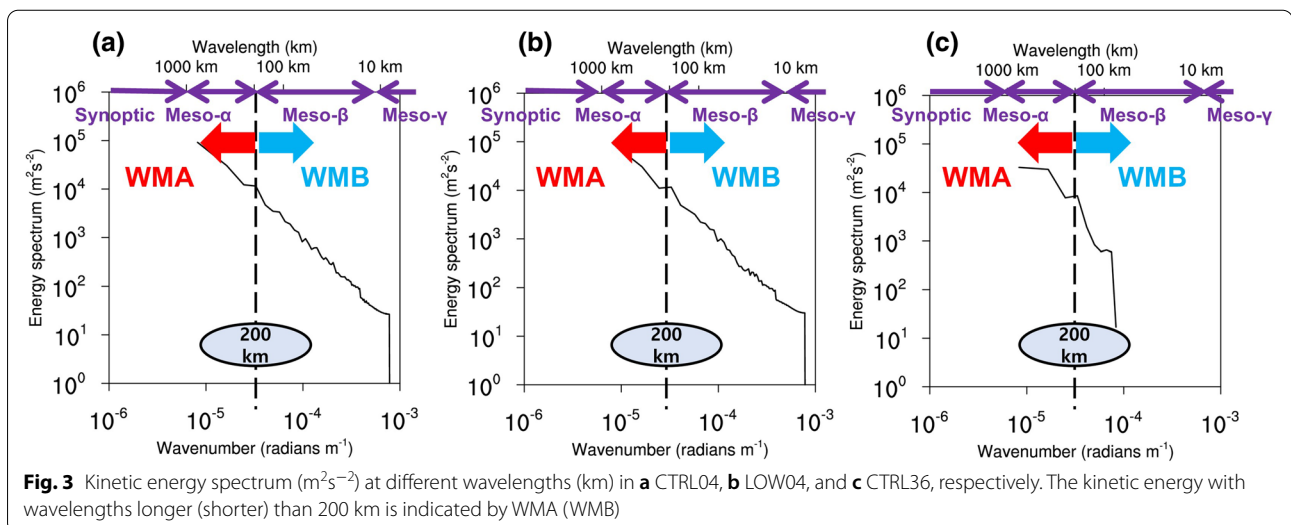 (a)
Wavelength (km)
1000 km 100 km 10 km
10^6
Synoptic Meso-α Meso-β Meso-γ
10^5
WMA WMB
10^4
10^3
10^2
10^1
10^0
Energy spectrum (m^2s^-2)
200
km
10^-6 10^-5 10^-4 10^-3
Wavenumber (radians m^-1)
(b)
Wavelength (km)
1000 km 100 km 10 km
10^6
Synoptic Meso-α Meso-β Meso-γ
10^5
WMA WMB
10^4
10^3
10^2
10^1
10^0
Energy spectrum (m^2s^-2)
200
km
10^-6 10^-5 10^-4 10^-3
Wavenumber (radians m^-1)
(c)
Wavelength (km)
1000 km 100 km 10 km
10^6
Synoptic Meso-α Meso-β Meso-γ
10^5
WMA WMB
10^4
10^3
10^2
10^1
10^0
Energy spectrum (m^2s^-2)
200
km
10^-6 10^-5 10^-4 10^-3
Wavenumber (radians m^-1)
Fig. 3 Kinetic energy spectrum (m²s⁻²) at different wavelengths (km) in a CTRL04, b LOW04, and c CTRL36, respectively. The kinetic energy with
wavelengths longer (shorter) than 200 km is indicated by WMA (WMB)